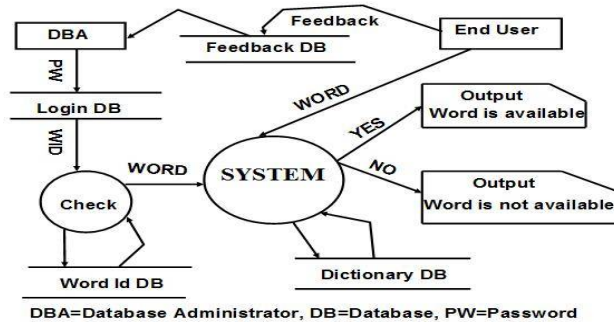 Feedback
DBA
End User
Feedback DB
PW
WORD
Output
Word is available
Login DB
YES
WID
WORD
SYSTEM
NO
Output
Word is not available
Check
Word Id DB
Dictionary DB
DBA=Database Administrator, DB=Database, PW=Password